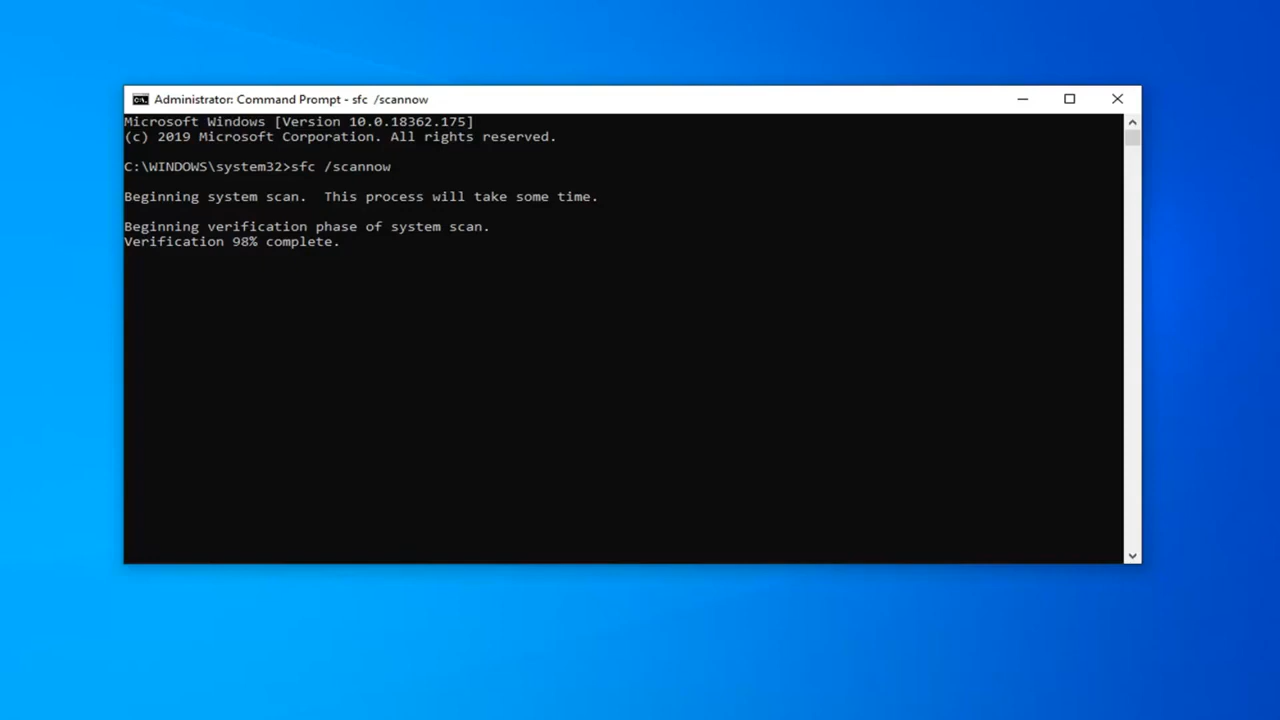 Administrator: Command Prompt - sfc  /scannow
Microsoft Windows [Version 10.0.18362.175]
(c) 2019 Microsoft Corporation. All rights reserved.
C:\WINDOWS\system32>sfc /scannow
Beginning system scan.  This process will take some time.
Beginning verification phase of system scan.
Verification 98% complete.